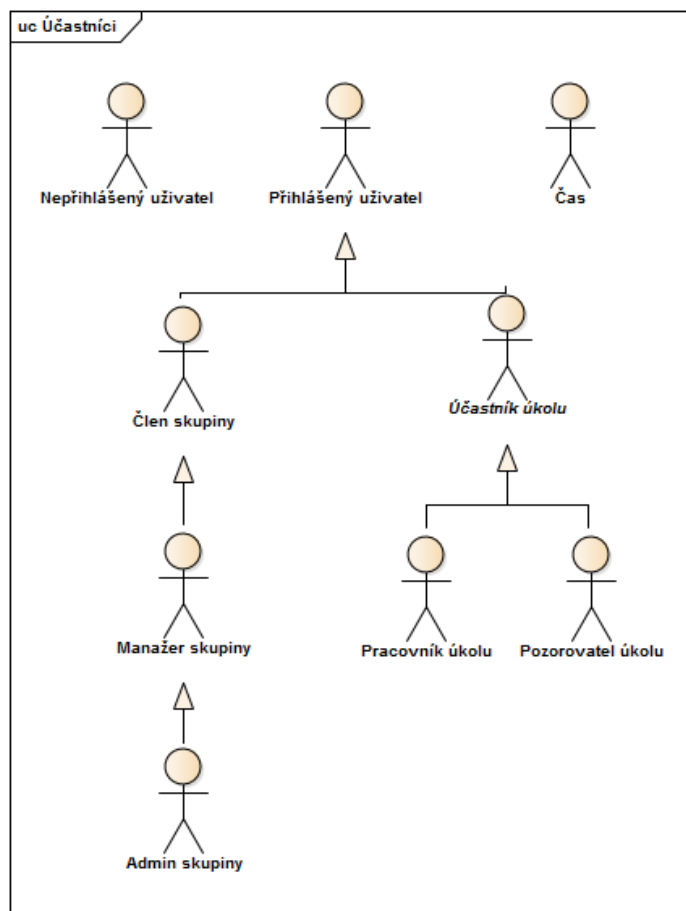 uc Účastníci
Nepřihlášený uživatel
Přihlášený uživatel
Čas
Člen skupiny
Účastník úkolu
Manažer skupiny
Pracovník úkolu
Pozorovatel úkolu
Admin skupiny